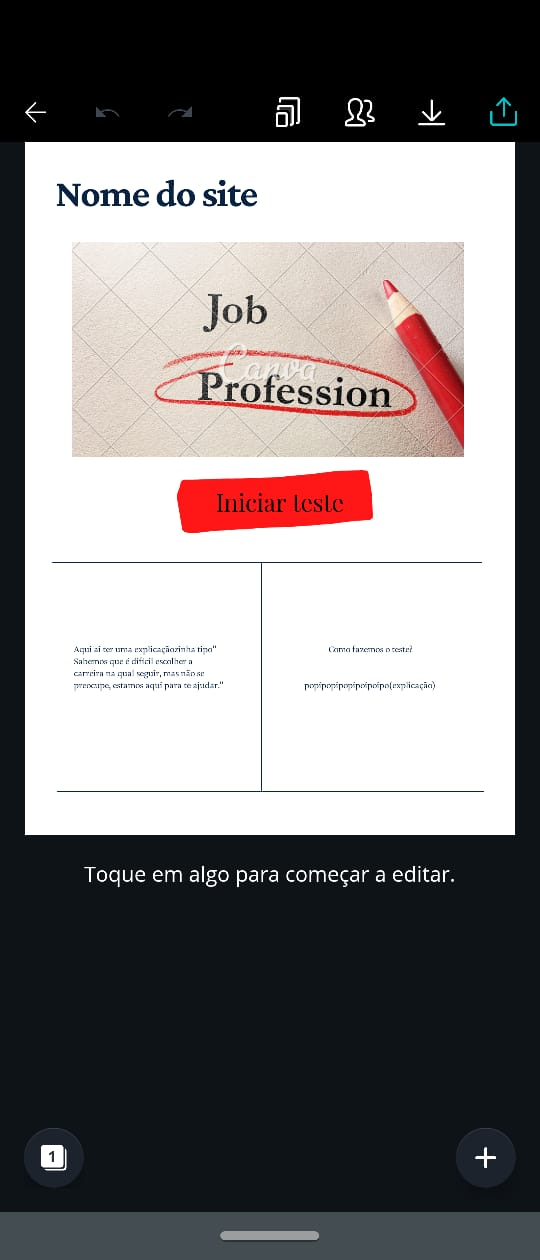 Nome do site
Job
Canva
Profession
Iniciar teste
Aqui aí ter uma explicaçãozinha tipo"
Sabemos que é difícil escolher a
carreira na qual seguir, mas não se
preocupe, estamos aqui para te ajudar."
Como fazemos o teste?
popípopípopípoípoípo(explicação)
Toque em algo para começar a editar.
1